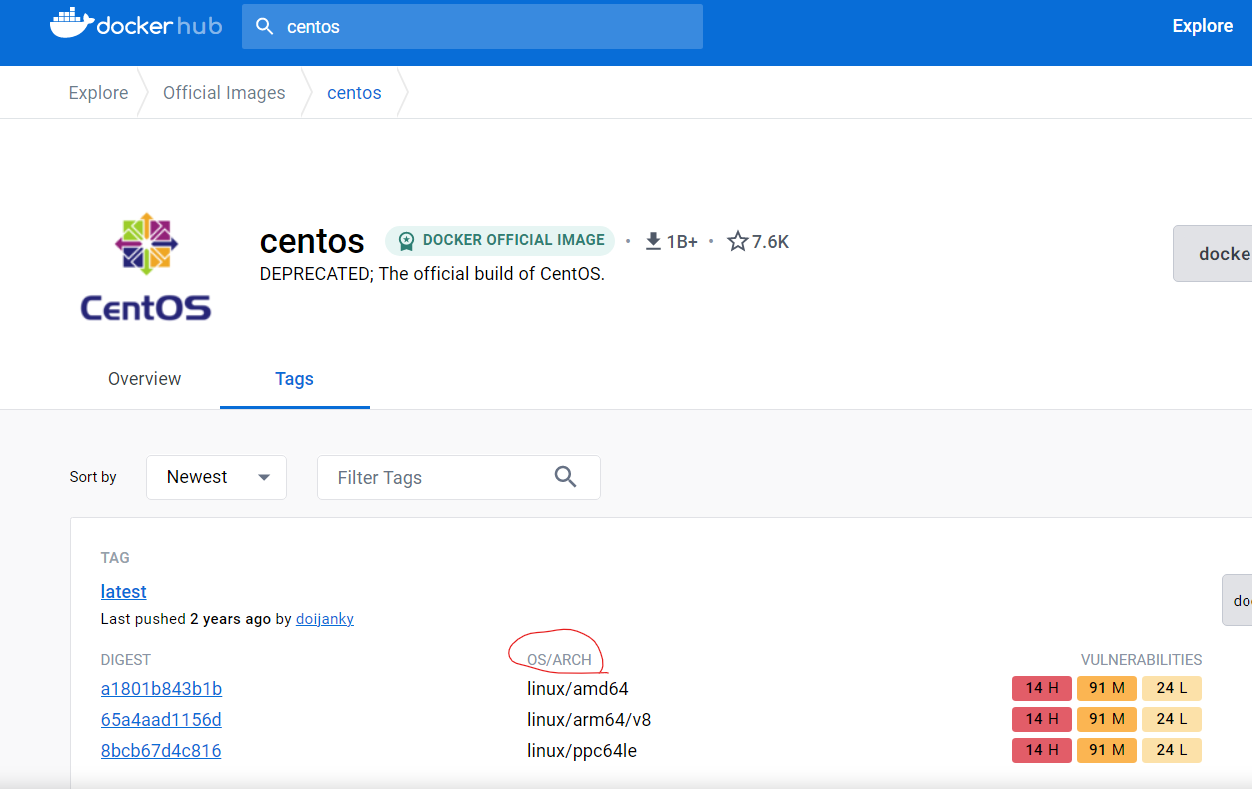 docker hub
centos
Explore
Explore
Official Images
centos
CentOS
centos
DOCKER OFFICIAL IMAGE
• 1B+ • 7.6K
DEPRECATED; The official build of CentOS.
docke
Overview
Tags
Sort by
Newest
Filter Tags
TAG
latest
Last pushed 2 years ago by doijanky
do
DIGEST OS/ARCH VULNERABILITIES
a1801b843b1b linux/amd64 14 H 91 M 24 L
65a4aad1156d linux/arm64/v8 14 H 91 M 24 L
8bcb67d4c816 linux/ppc64le 14 H 91 M 24 L